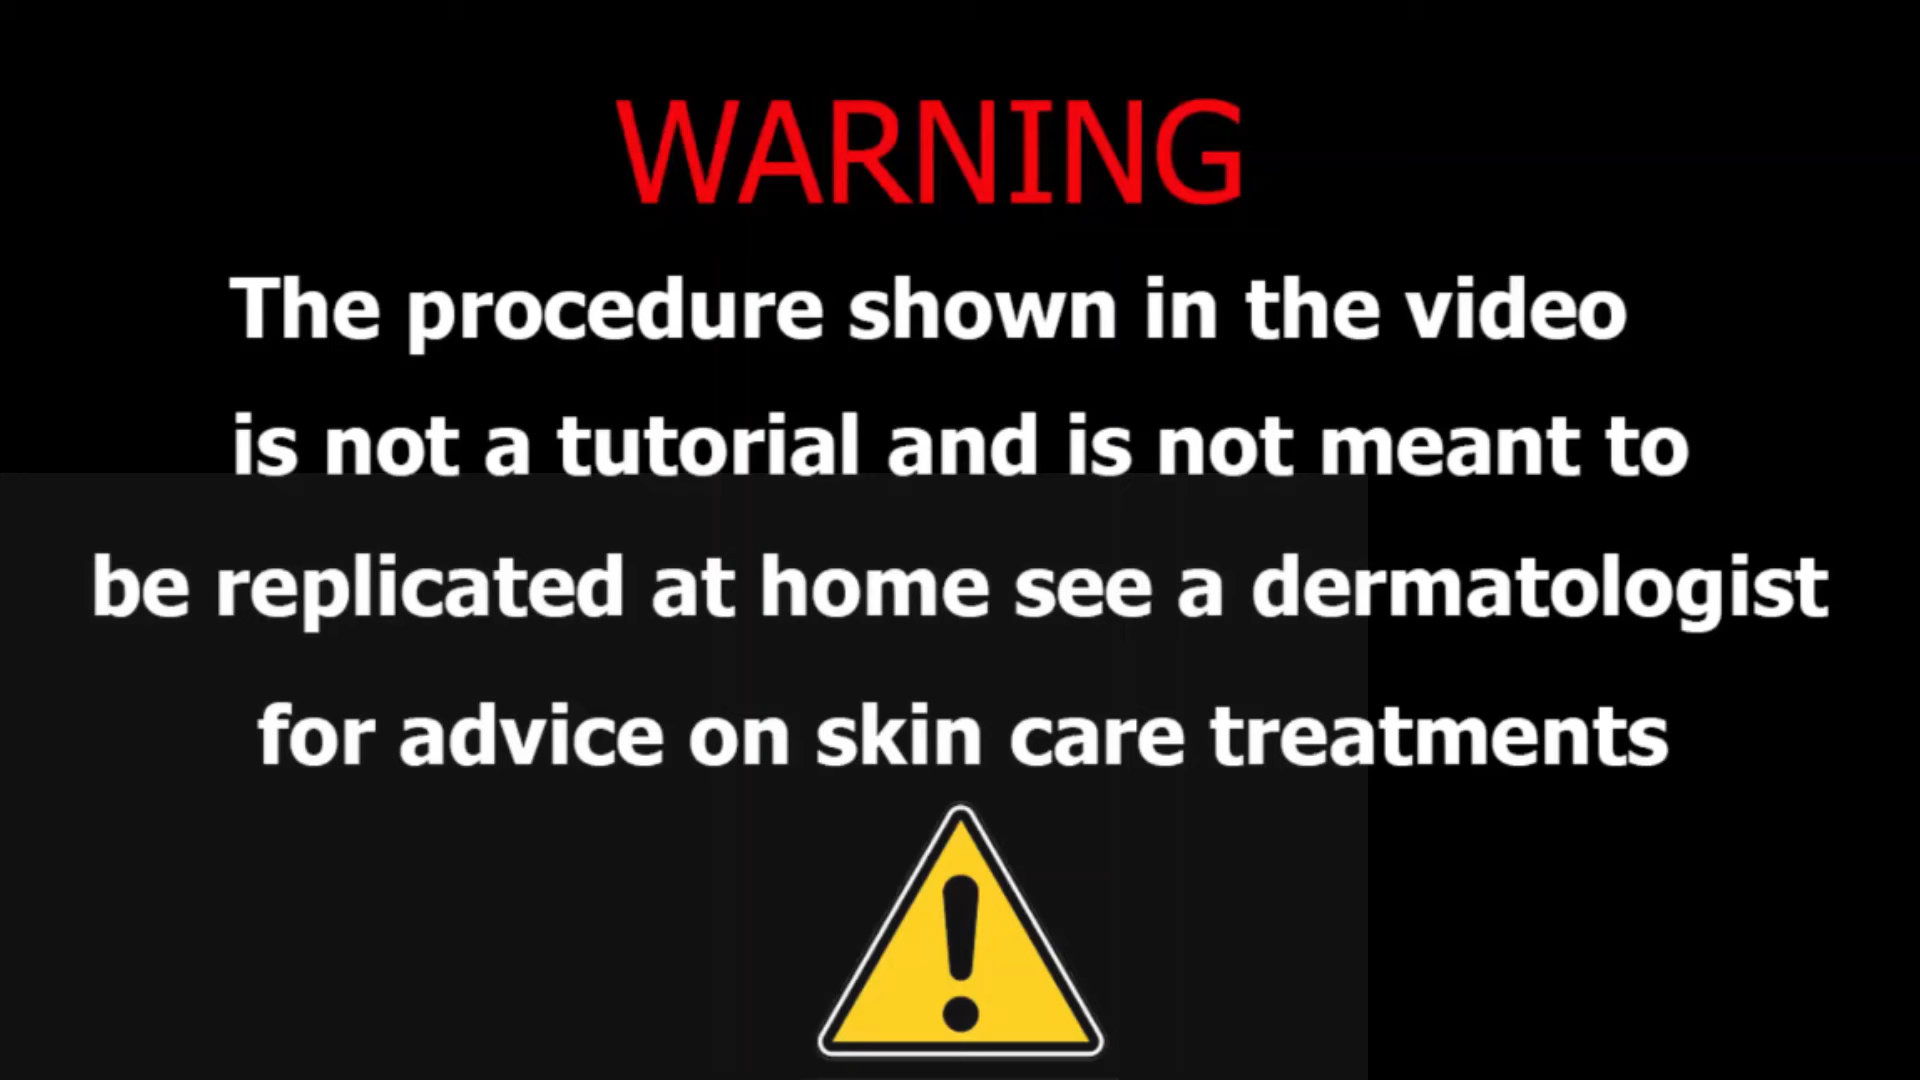 WARNING
The procedure shown in the video
is not a tutorial and is not meant to
be replicated at home see a dermatologist
for advice on skin care treatments